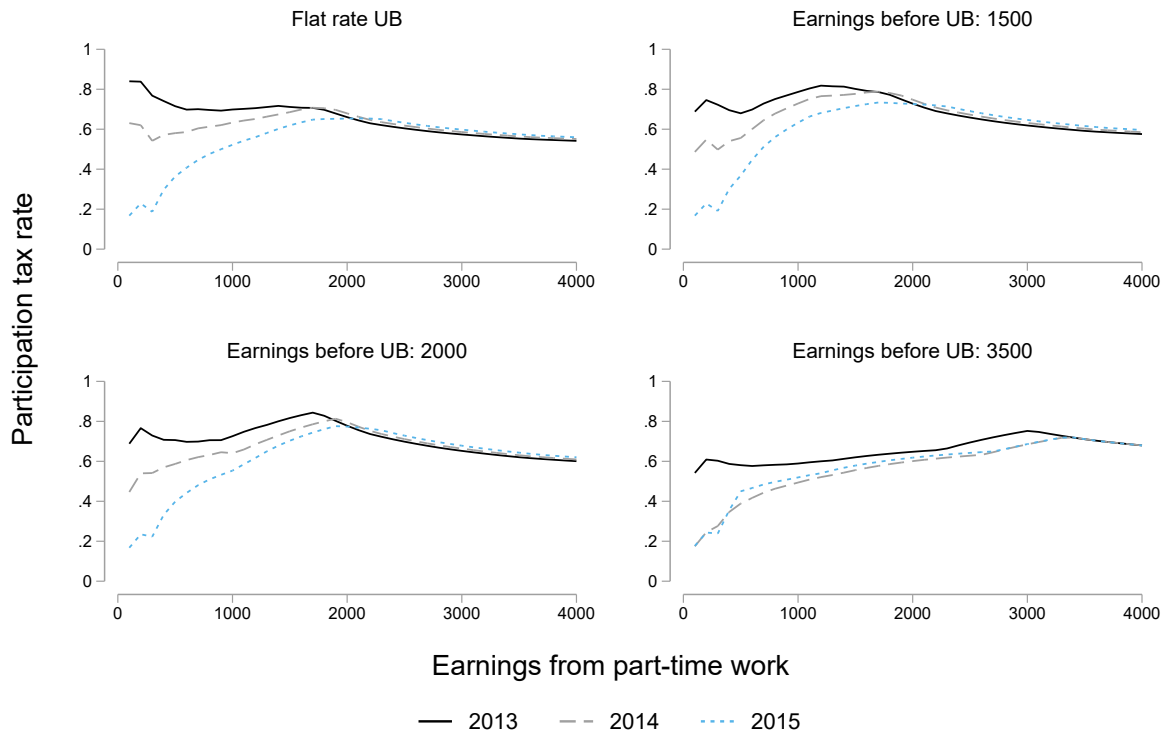 Flat rate UB
Earnings before UB: 1500
1
.8
.6
.4
.2
0
0 1000 2000 3000 4000
1
.8
.6
.4
.2
0
0 1000 2000 3000 4000
Participation tax rate
Earnings before UB: 2000
Earnings before UB: 3500
1
.8
.6
.4
.2
0
0 1000 2000 3000 4000
1
.8
.6
.4
.2
0
0 1000 2000 3000 4000
Earnings from part-time work
2013 2014 2015